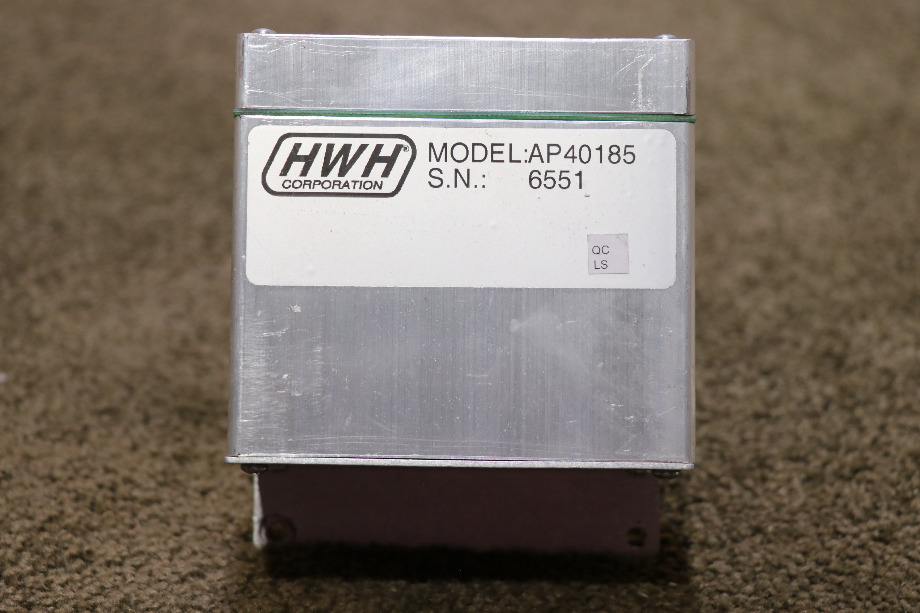 HWH®
CORPORATION
MODEL:AP40185
S.N.: 6551
QC
LS